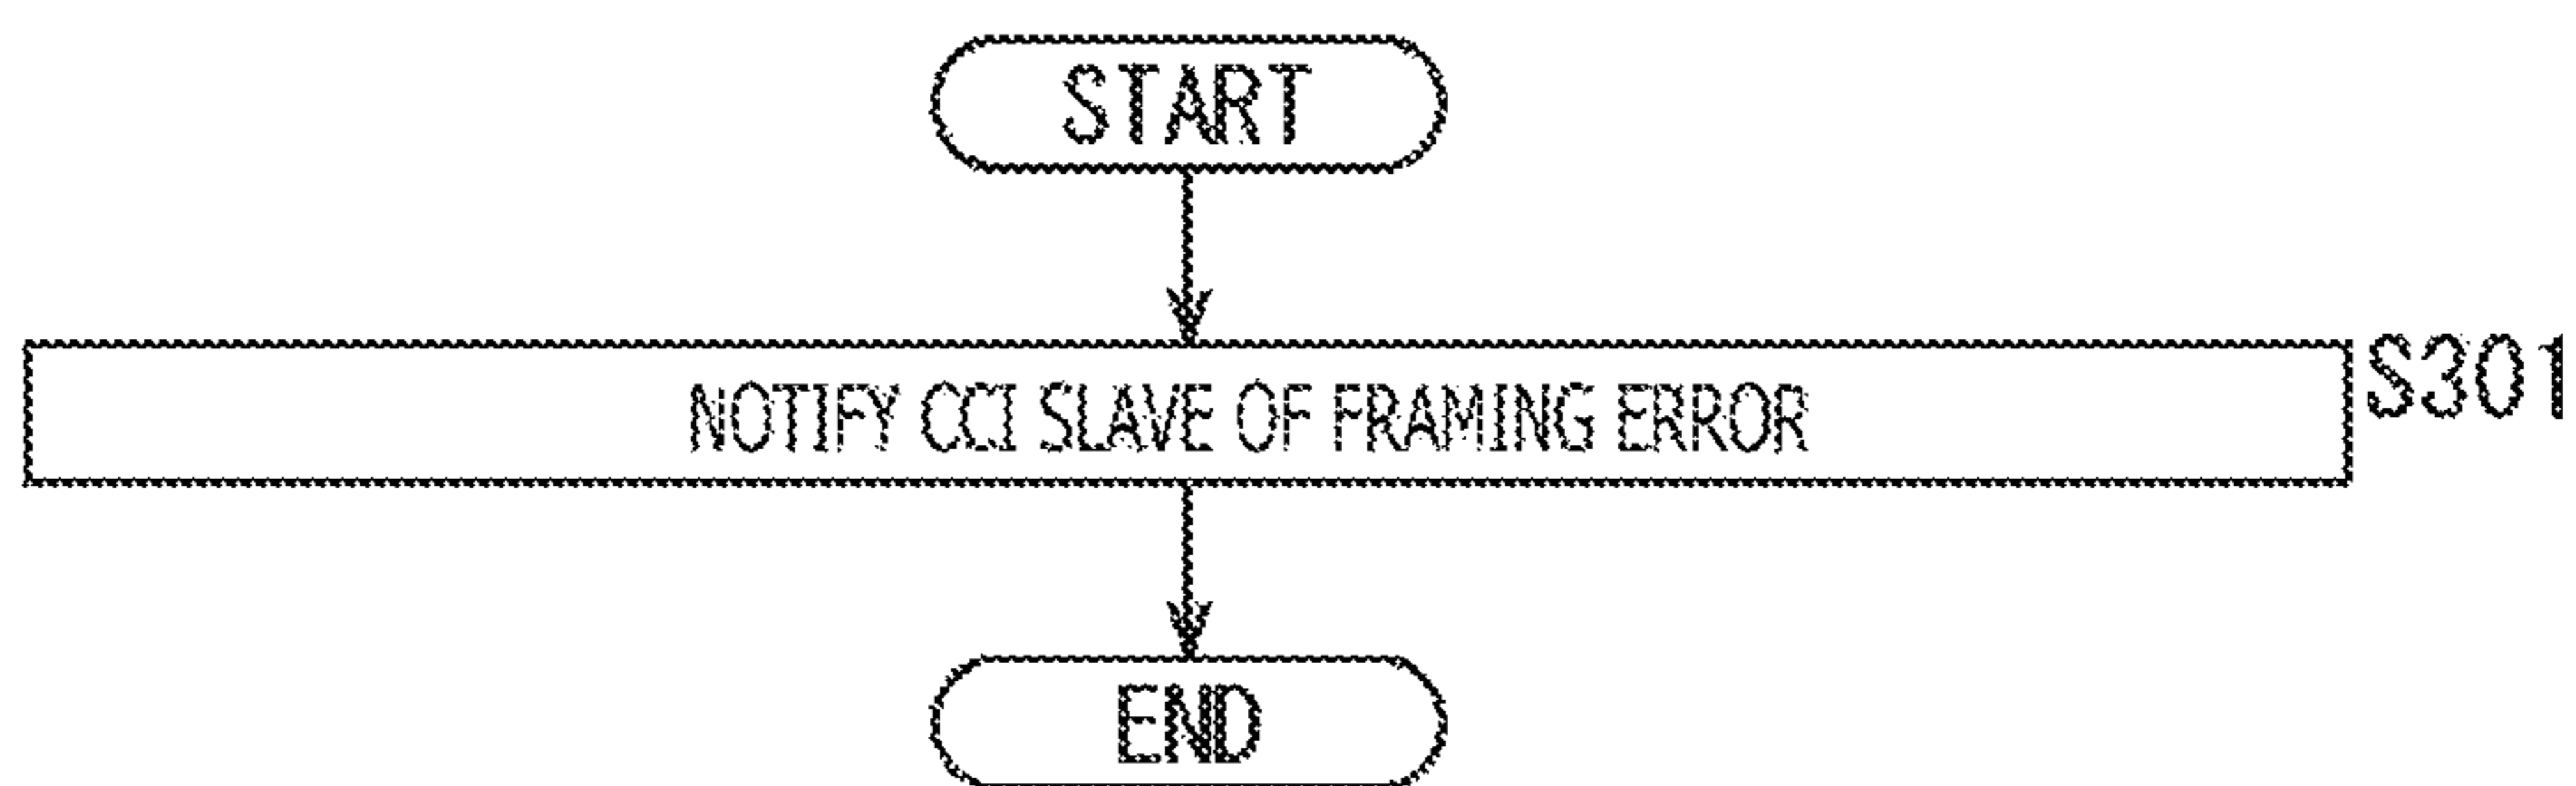 START
NOTIFY CCI SLAVE OF FRAMING ERROR
S301
END